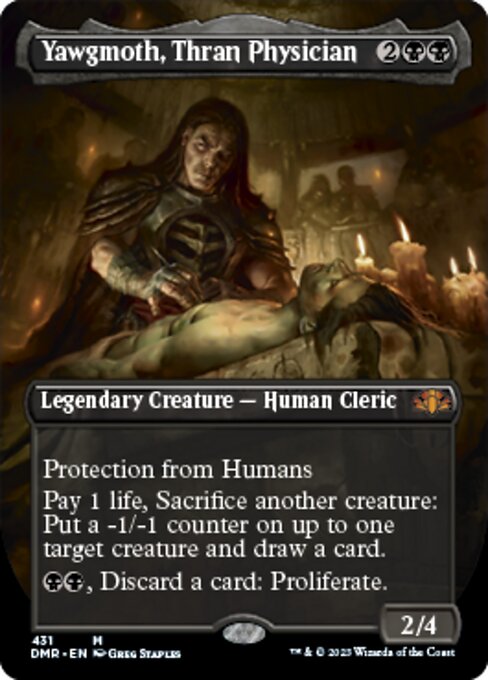 Yawgmoth, Thran Physician 2
Legendary Creature — Human Cleric
Protection from Humans
Pay 1 life, Sacrifice another creature:
Put a -1/-1 counter on up to one
target creature and draw a card.
, Discard a card: Proliferate.
2/4
431 M
DMR • EN GREG STAPLES
™ & © 2023 Wizards of the Coast